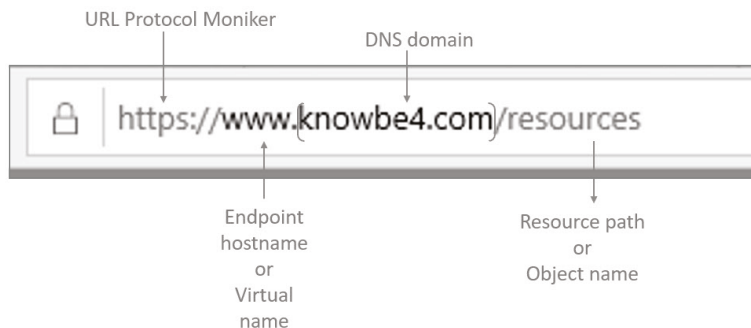 URL Protocol Moniker
DNS domain
https://www.knowbe4.com/resources
Endpoint
hostname
or
Virtual
name
Resource path
or
Object name